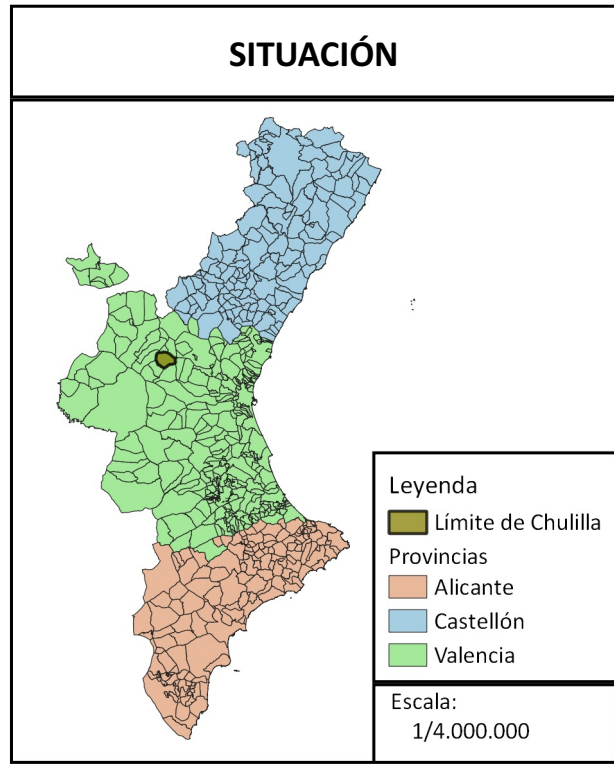 SITUACIÓN
Leyenda
Límite de Chulilla
Provincias
Alicante
Castellón
Valencia
Escala:
1/4.000.000